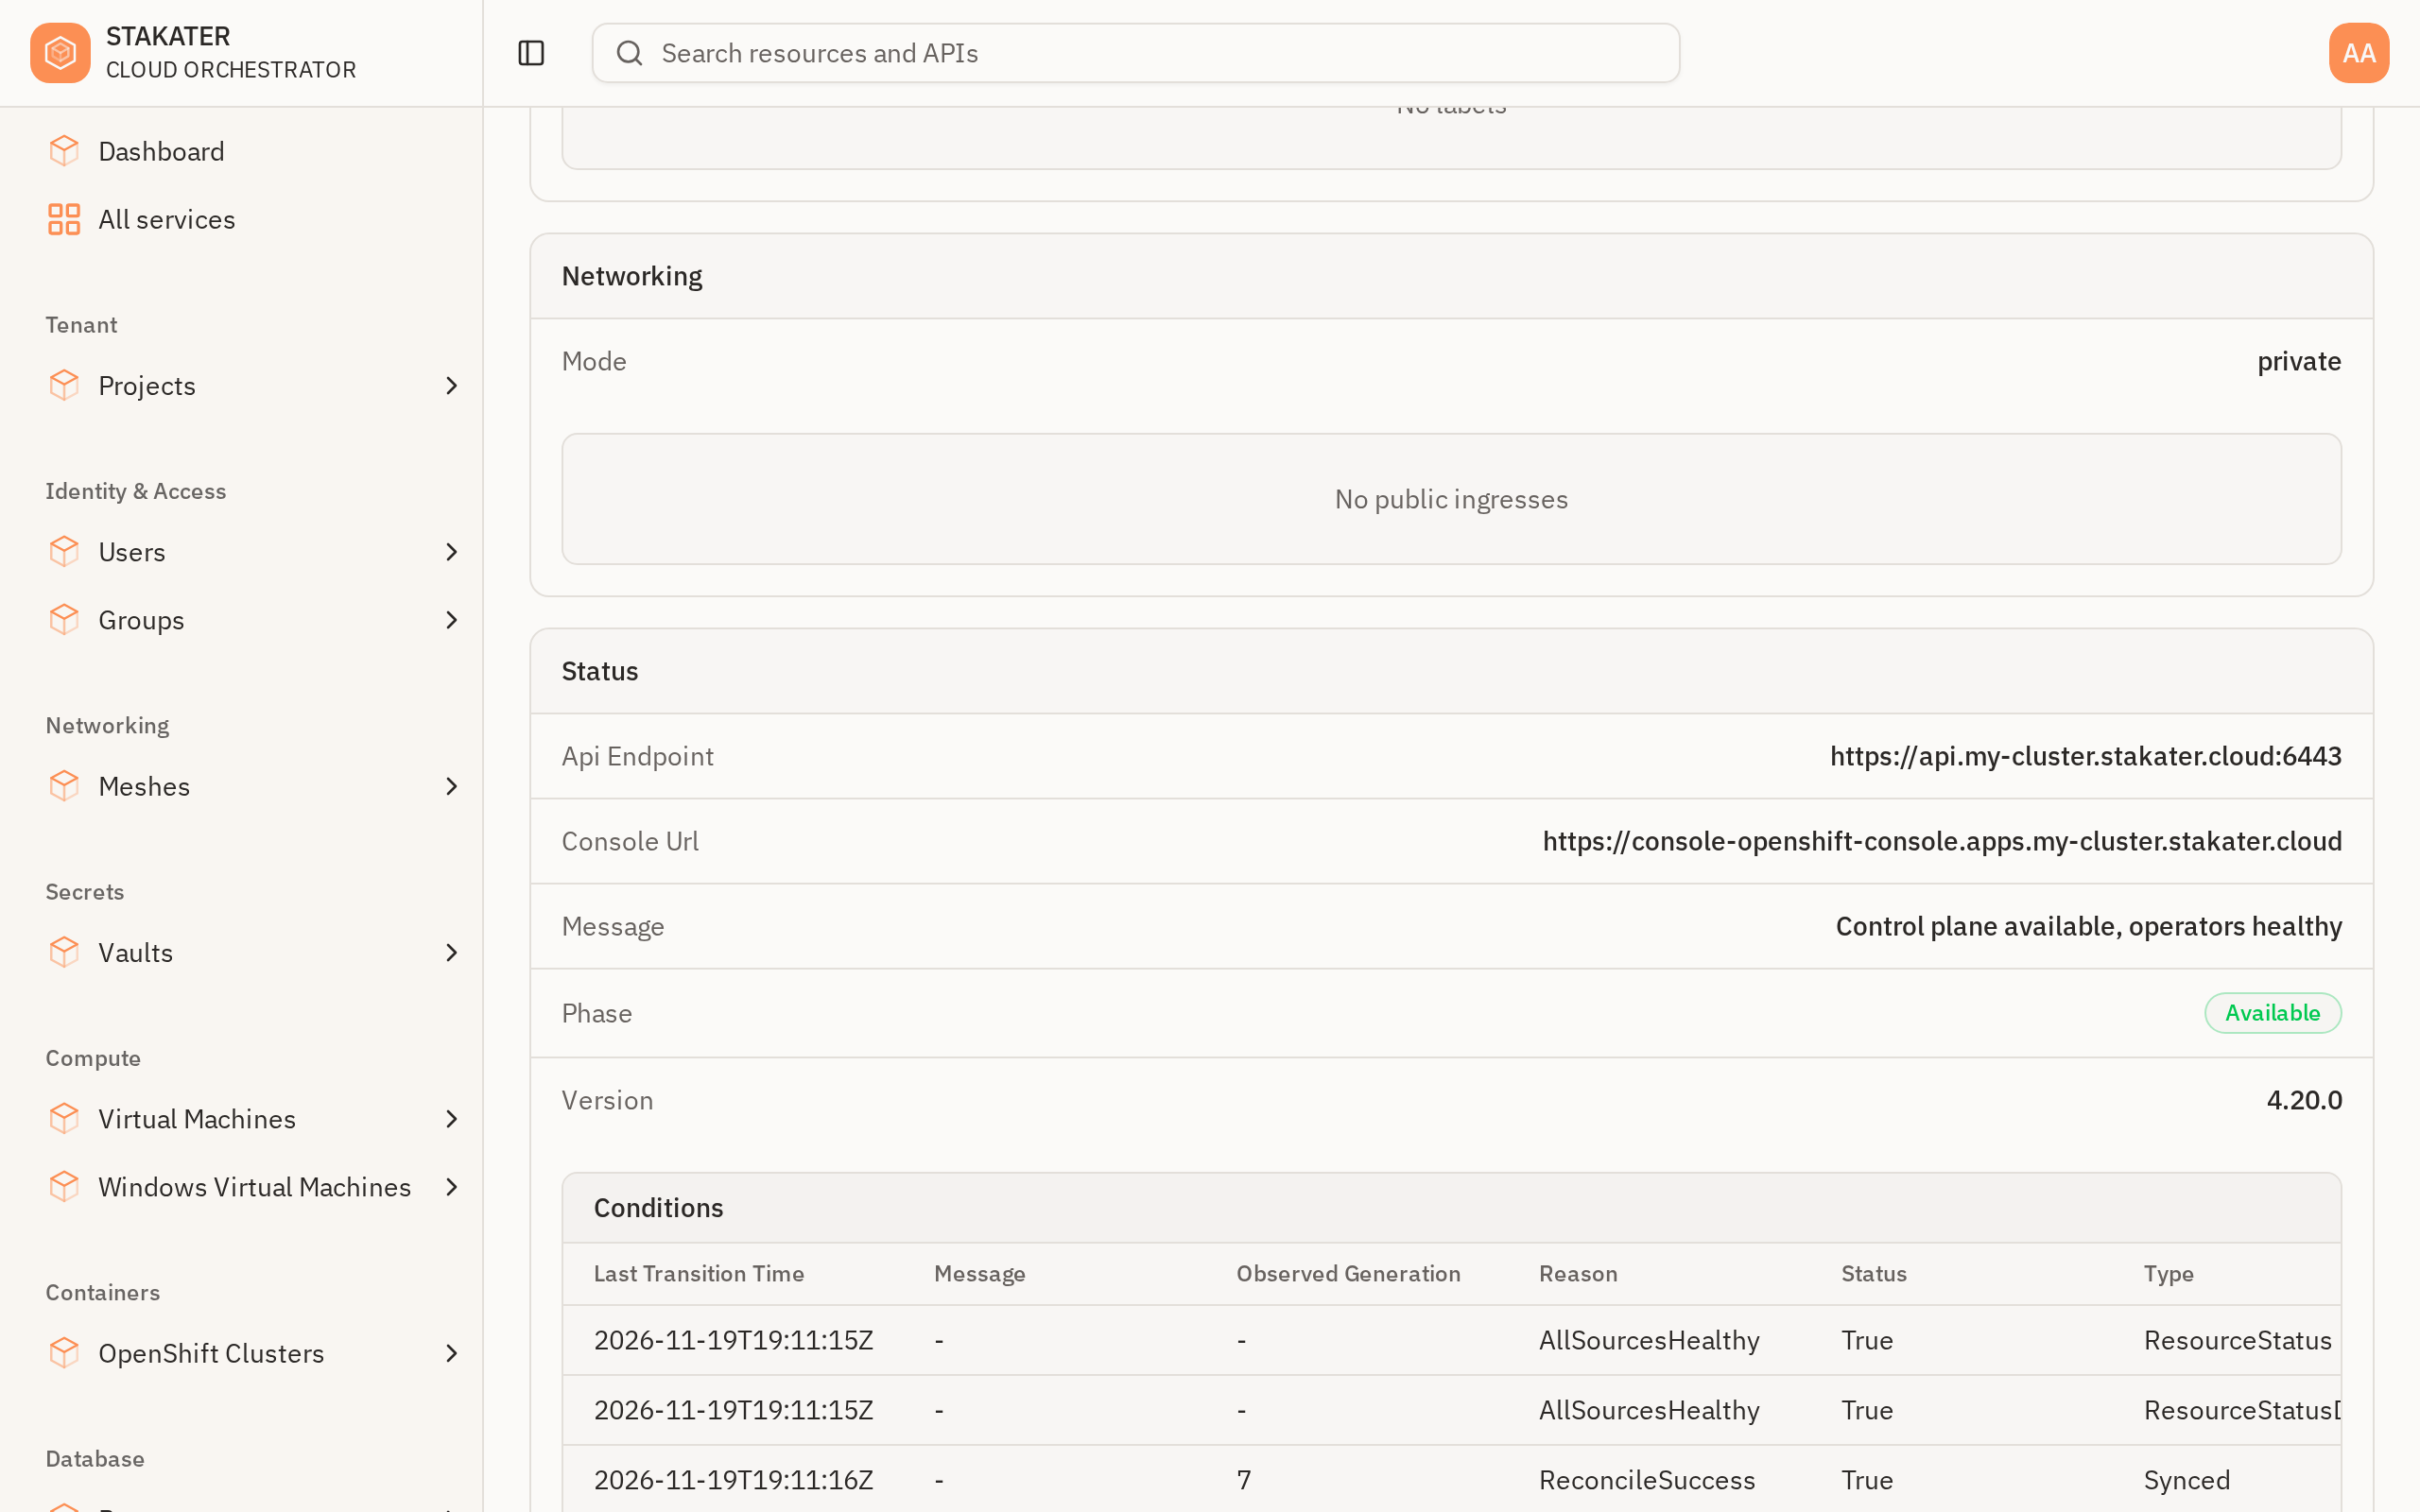 STAKATER
CLOUD ORCHESTRATOR
Search resources and APIs
AA
Dashboard
All services
Tenant
Projects
Identity & Access
Users
Groups
Networking
Meshes
Secrets
Vaults
Compute
Virtual Machines
Windows Virtual Machines
Containers
OpenShift Clusters
Database
No labels
Networking
Mode private
No public ingresses
Status
Api Endpoint https://api.my-cluster.stakater.cloud:6443
Console Url https://console-openshift-console.apps.my-cluster.stakater.cloud
Message Control plane available, operators healthy
Phase Available
Version 4.20.0
Conditions
Last Transition Time Message Observed Generation Reason Status Type
2026-11-19T19:11:15Z - - AllSourcesHealthy True ResourceStatus
2026-11-19T19:11:15Z - - AllSourcesHealthy True
2026-11-19T19:11:16Z - 7 ReconcileSuccess True Synced